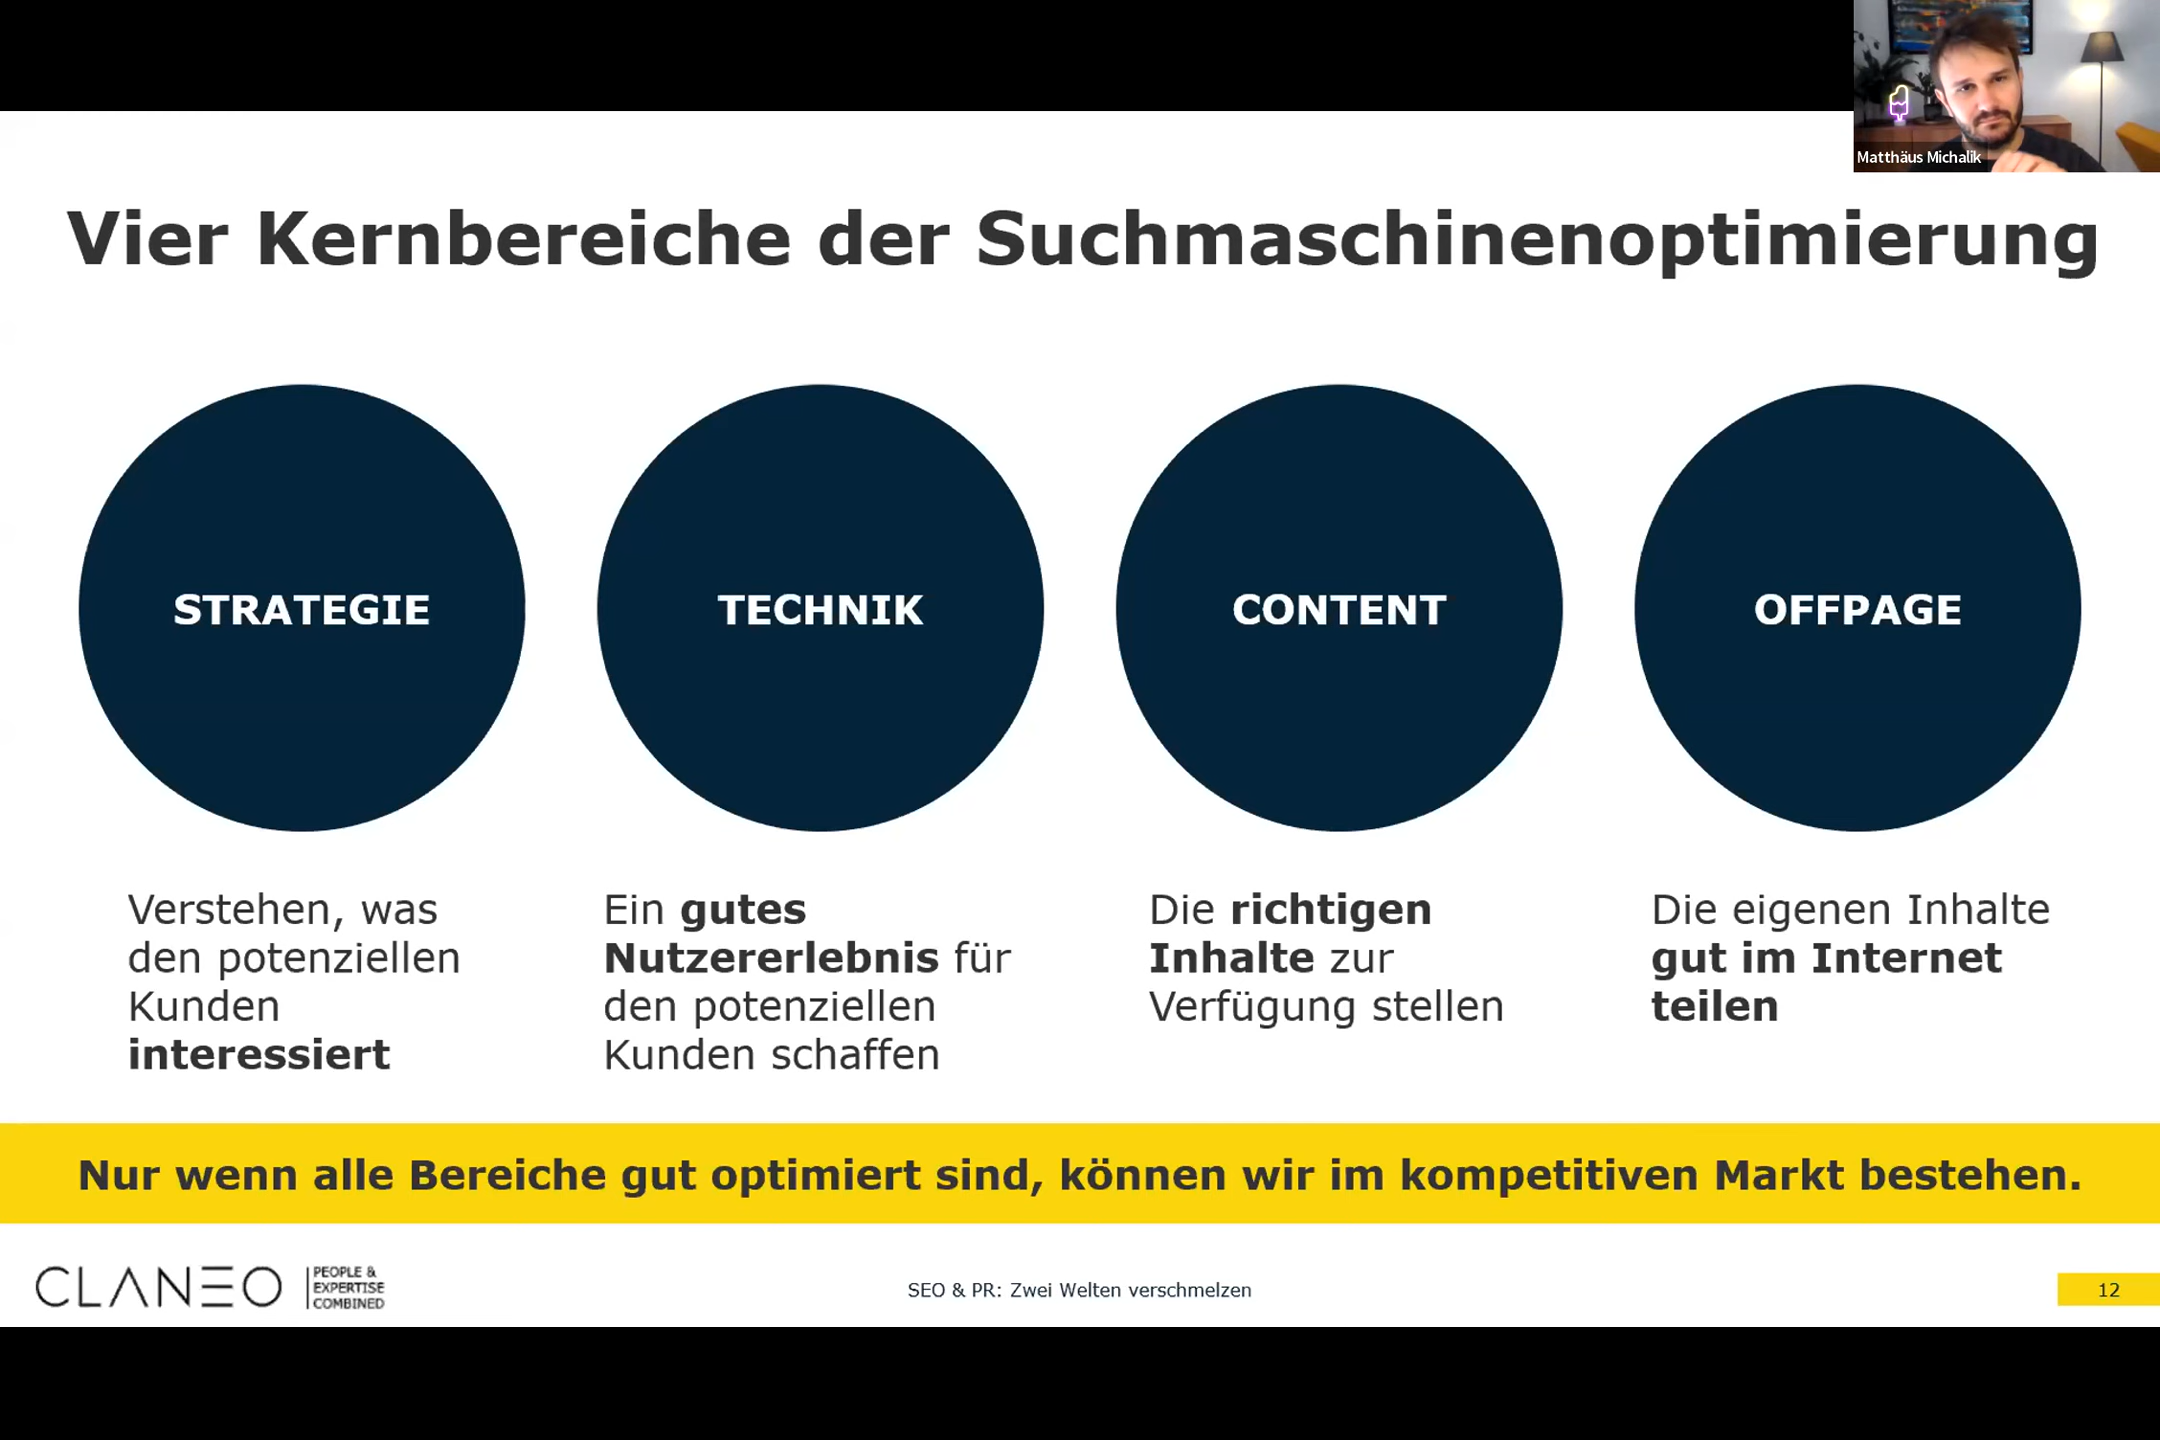 Matthäus Michalik
Vier Kernbereiche der Suchmaschinenoptimierung
STRATEGIE
TECHNIK
CONTENT
OFFPAGE
Verstehen, was
den potenziellen
Kunden
interessiert
Ein gutes
Nutzererlebnis für
den potenziellen
Kunden schaffen
Die richtigen
Inhalte zur
Verfügung stellen
Die eigenen Inhalte
gut im Internet
teilen
Nur wenn alle Bereiche gut optimiert sind, können wir im kompetitiven Markt bestehen.
CLANEO
PEOPLE &
EXPERTISE
COMBINED
SEO & PR: Zwei Welten verschmelzen
12